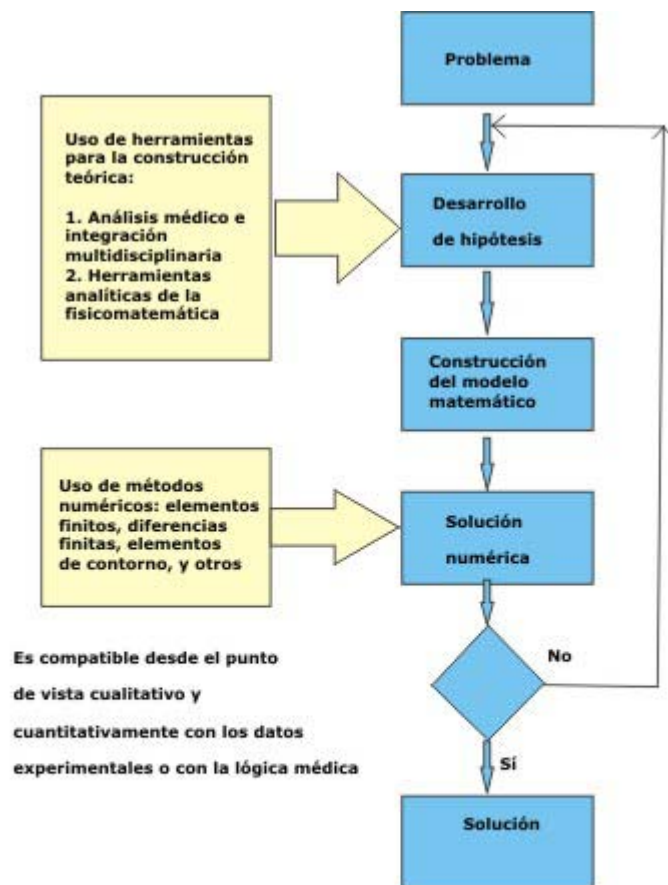 Problema
Uso de herramientas
para la construcción
teórica:
1. Análisis médico e
integración
multidisciplinaria
2. Herramientas
analíticas de la
fisicomatemática
Desarrollo
de hipótesis
Construcción
del modelo
matemático
Uso de métodos
numéricos: elementos
finitos, diferencias
finitas, elementos
de contorno, y otros
Solución
numérica
Es compatible desde el punto
de vista cualitativo y
cuantitativamente con los datos
experimentales o con la lógica médica
No
Sí
Solución